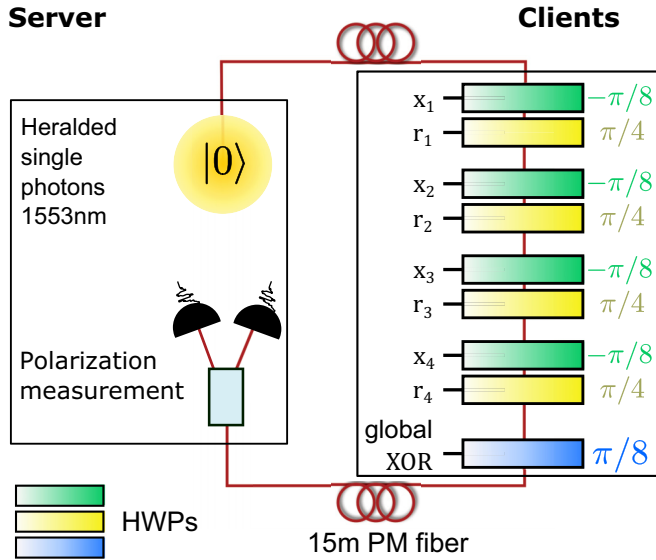 Server
Clients
Heralded
single
photons
1553nm
|0⟩
Polarization
measurement
x₁ −π/8
r₁ π/4
x₂ −π/8
r₂ π/4
x₃ −π/8
r₃ π/4
x₄ −π/8
r₄ π/4
global
XOR π/8
HWPs
15m PM fiber